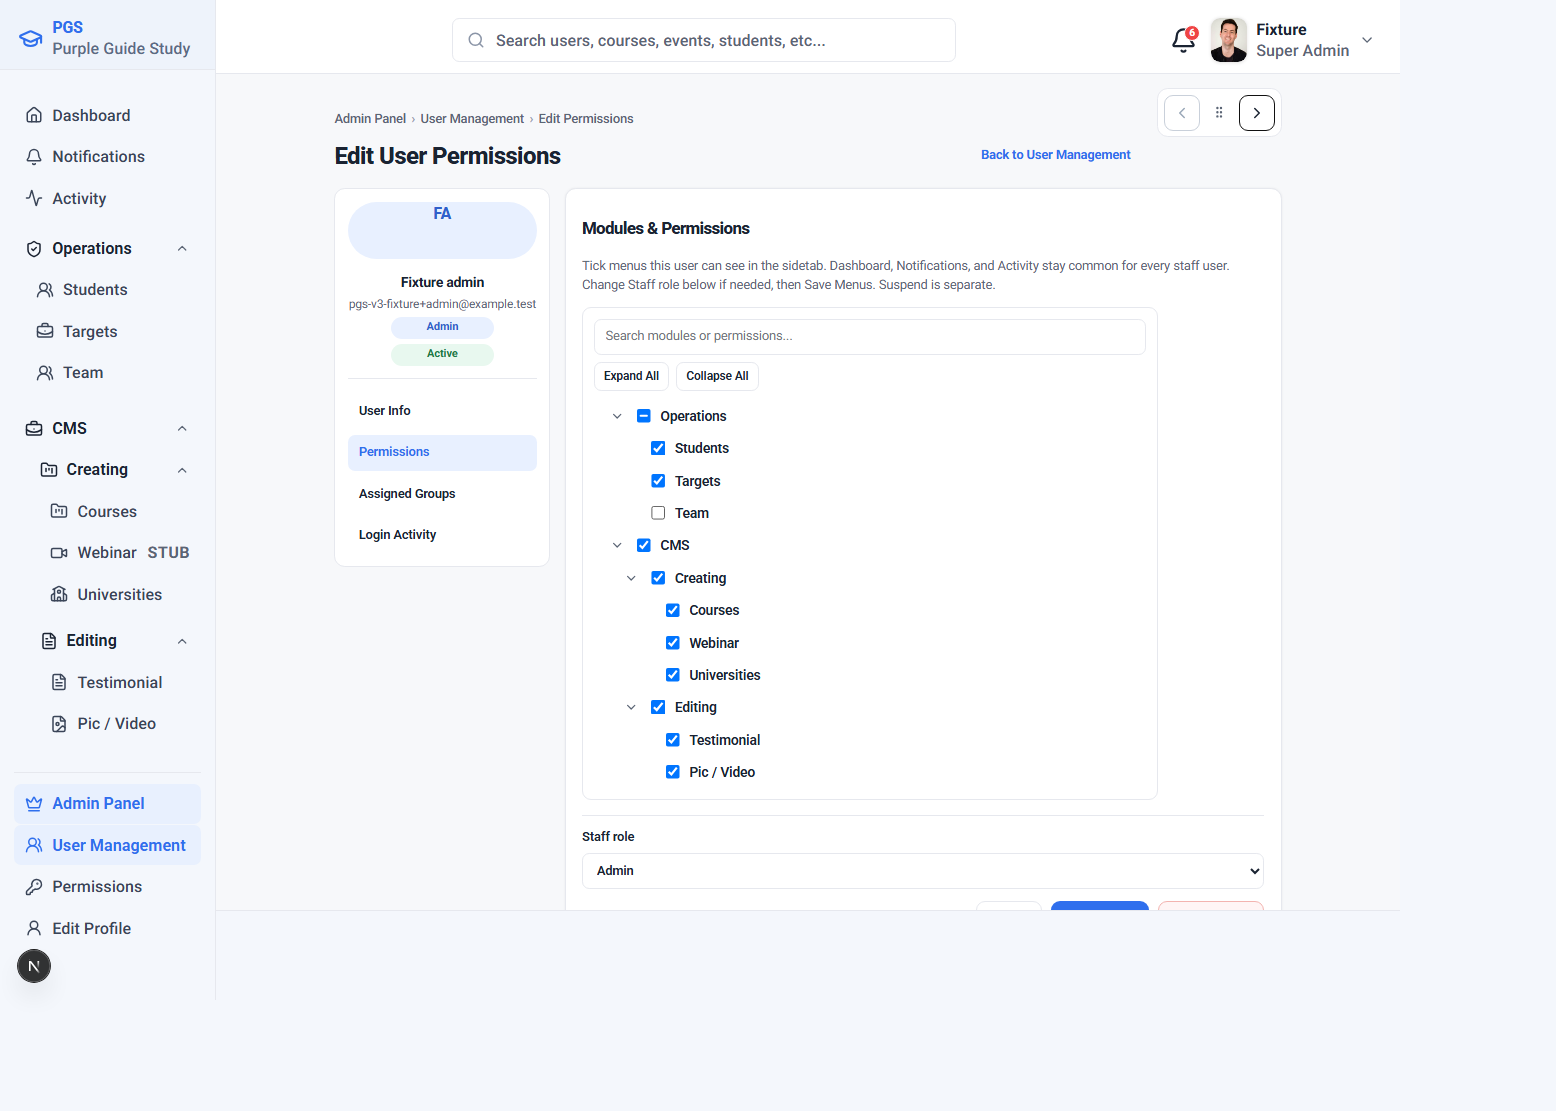 PGS
Purple Guide Study
Search users, courses, events, students, etc...
6
Fixture
Super Admin
Dashboard
Notifications
Activity
Operations
Students
Targets
Team
CMS
Creating
Courses
Webinar STUB
Universities
Editing
Testimonial
Pic / Video
Admin Panel
User Management
Permissions
Edit Profile
N
Admin Panel › User Management › Edit Permissions
Edit User Permissions
Back to User Management
FA
Fixture admin
pgs-v3-fixture+admin@example.test
Admin
Active
User Info
Permissions
Assigned Groups
Login Activity
Modules & Permissions
Tick menus this user can see in the sidetab. Dashboard, Notifications, and Activity stay common for every staff user.
Change Staff role below if needed, then Save Menus. Suspend is separate.
Search modules or permissions...
Expand All
Collapse All
Operations
Students
Targets
Team
CMS
Creating
Courses
Webinar
Universities
Editing
Testimonial
Pic / Video
Staff role
Admin